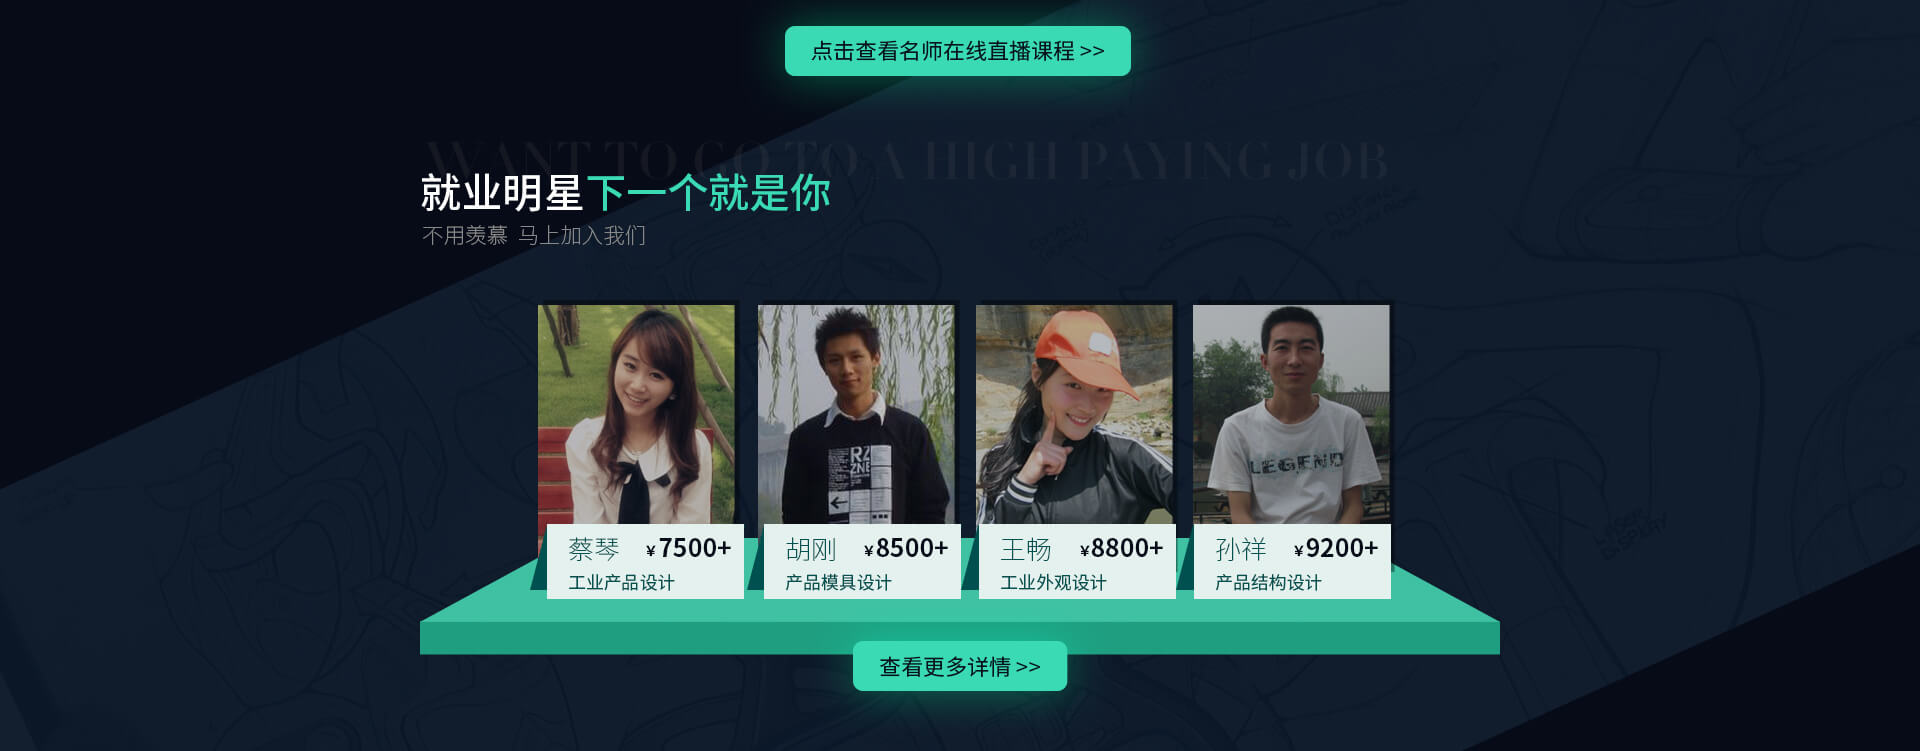 点击查看名师在线直播课程 >>
WANT TO GO TO A HIGH PAYING JOB
就业明星下一个就是你
不用羡慕 马上加入我们
RZ
ZNE
LEGEND
蔡琴 ¥7500+
工业产品设计
胡刚 ¥8500+
产品模具设计
王畅 ¥8800+
工业外观设计
孙祥 ¥9200+
产品结构设计
查看更多详情 >>